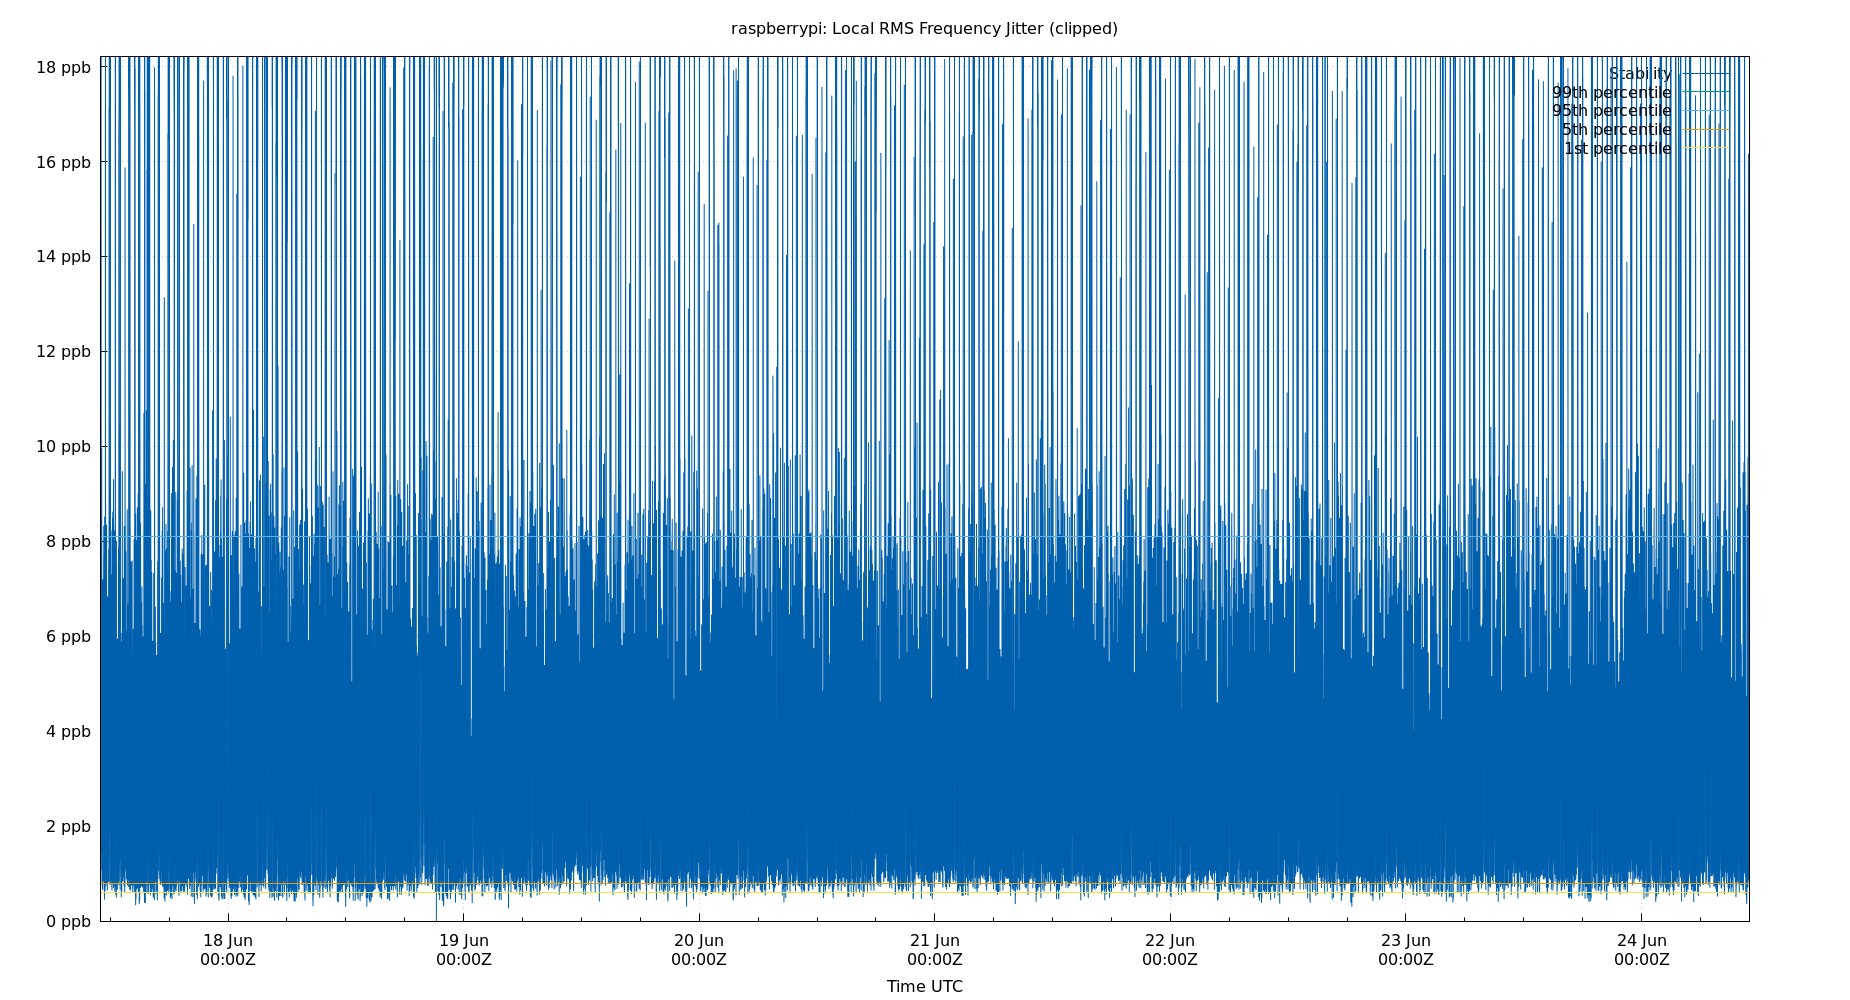 raspberrypi: Local RMS Frequency Jitter (clipped)
18 ppb
16 ppb
14 ppb
12 ppb
10 ppb
8 ppb
6 ppb
4 ppb
2 ppb
0 ppb
Stability
99th percentile
95th percentile
5th percentile
1st percentile
18 Jun 19 Jun 20 Jun 21 Jun 22 Jun 23 Jun 24 Jun
00:00Z 00:00Z 00:00Z 00:00Z 00:00Z 00:00Z 00:00Z
Time UTC